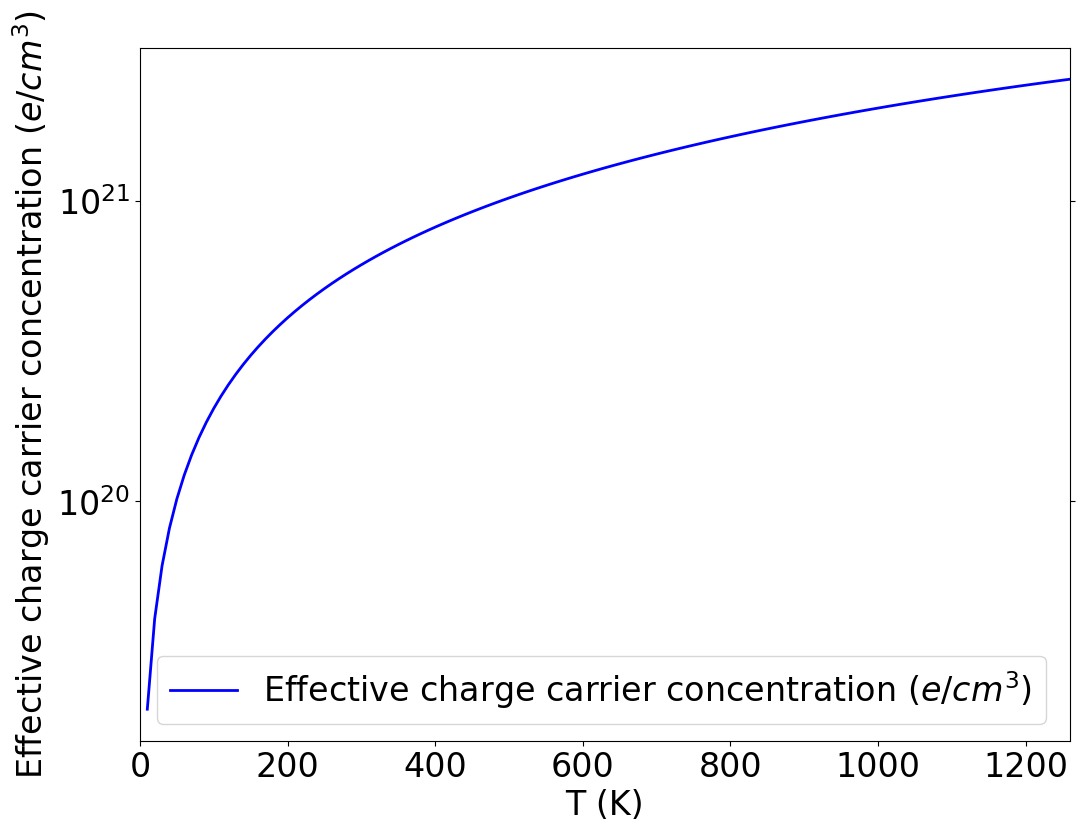 Effective charge carrier concentration (e/cm³)
10²¹
10²⁰
Effective charge carrier concentration (e/cm³)
0 200 400 600 800 1000 1200
T (K)